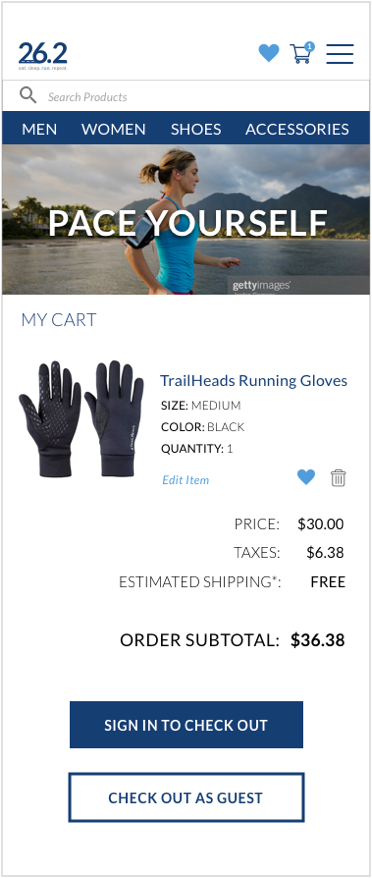 26.2
eat. sleep. run. repeat.
1
Search Products
MEN WOMEN SHOES ACCESSORIES
PACE YOURSELF
gettyimages
MY CART
TrailHeads Running Gloves
SIZE: MEDIUM
COLOR: BLACK
QUANTITY: 1
Edit Item
PRICE: $30.00
TAXES: $6.38
ESTIMATED SHIPPING*: FREE
ORDER SUBTOTAL: $36.38
SIGN IN TO CHECK OUT
CHECK OUT AS GUEST